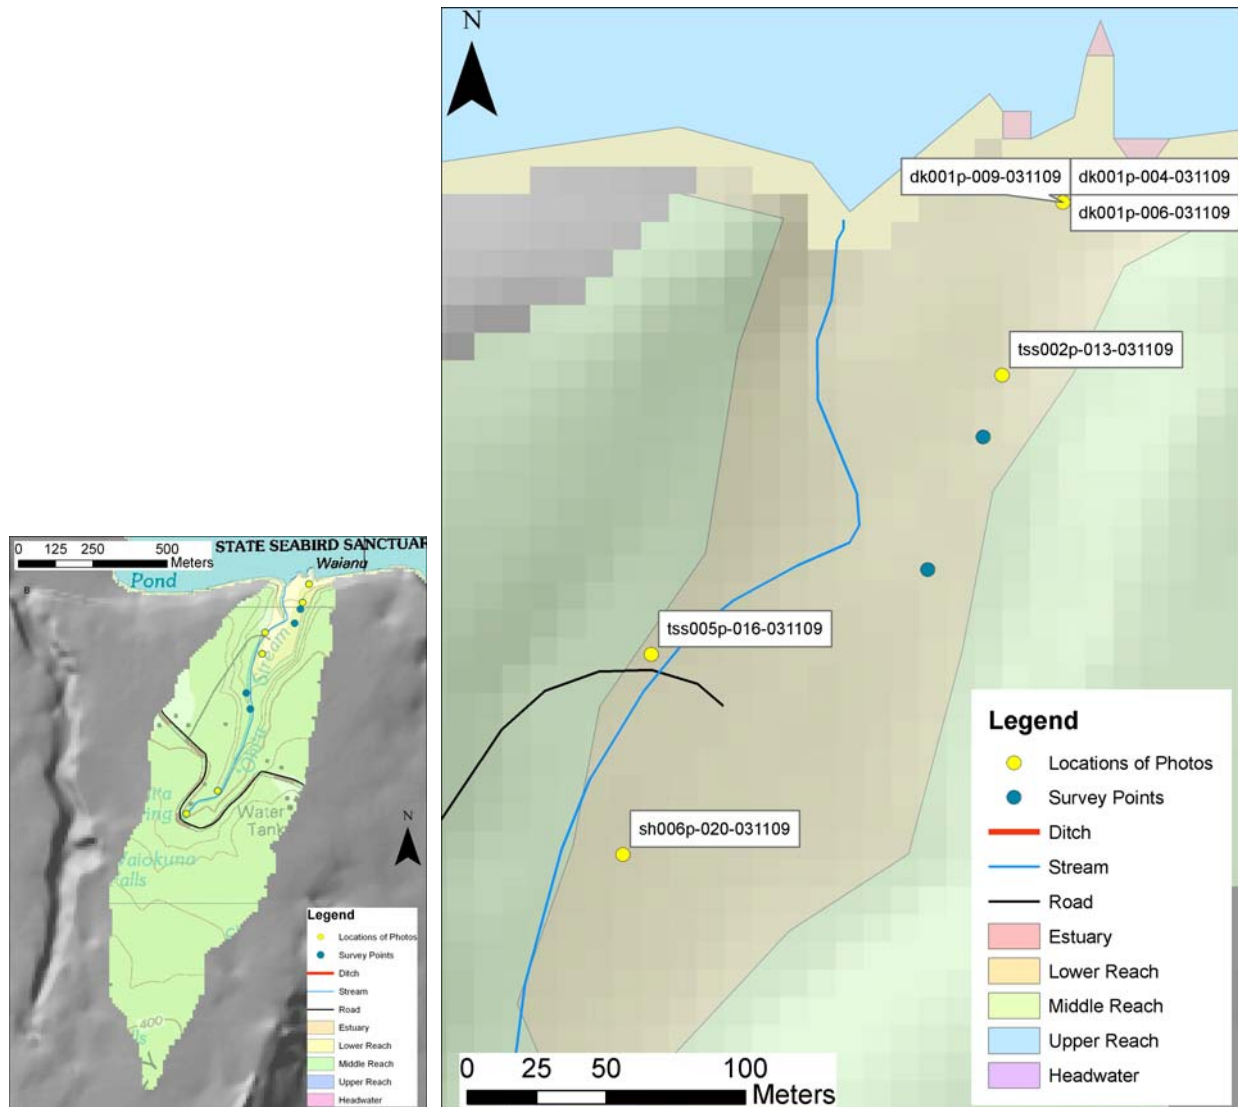 0 125 250 500
Meters
STATE SEABIRD SANCTUAR
Waianu
Pond
Stream
Water
Tank
Waiokuna
alls
400
N
Legend
Locations of Photos
Survey Points
Ditch
Stream
Road
Estuary
Lower Reach
Middle Reach
Upper Reach
Headwater
N
dk001p-009-031109
dk001p-004-031109
dk001p-006-031109
tss002p-013-031109
tss005p-016-031109
sh006p-020-031109
Legend
Locations of Photos
Survey Points
Ditch
Stream
Road
Estuary
Lower Reach
Middle Reach
Upper Reach
Headwater
0 25 50 100
Meters